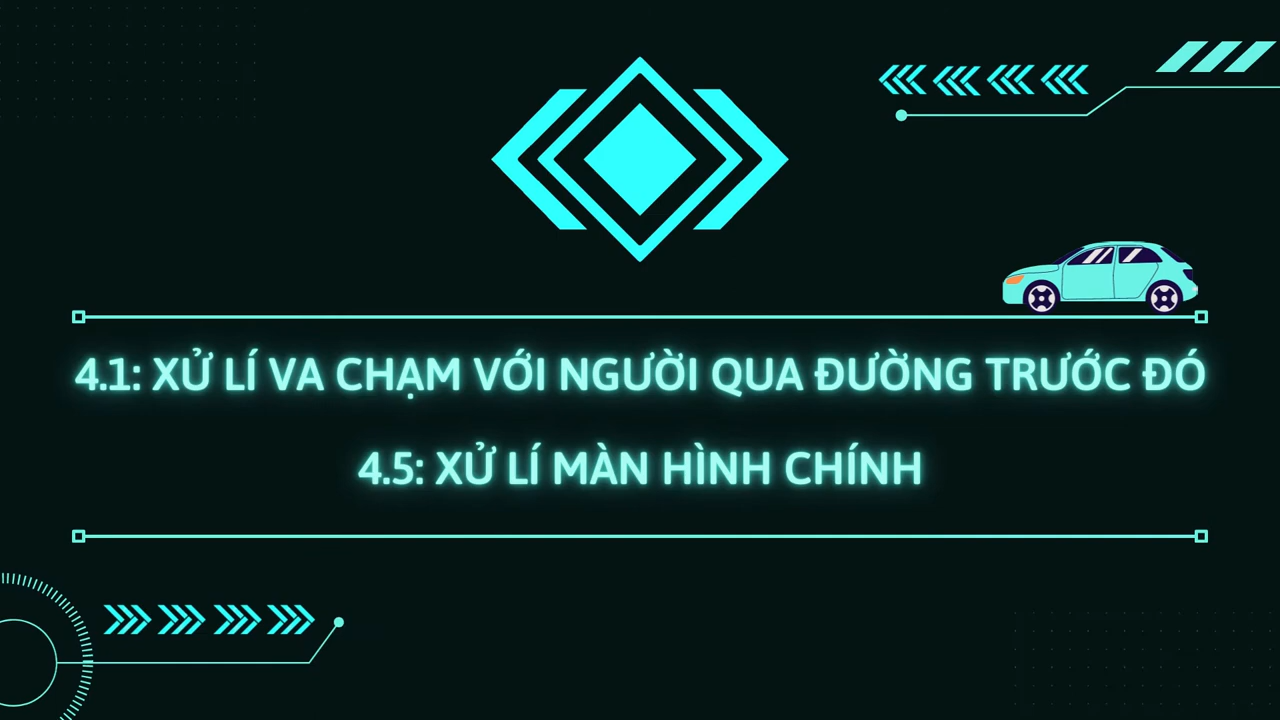 4.1: XỬ LÍ VA CHẠM VỚI NGƯỜI QUA ĐƯỜNG TRƯỚC ĐÓ
4.5: XỬ LÍ MÀN HÌNH CHÍNH